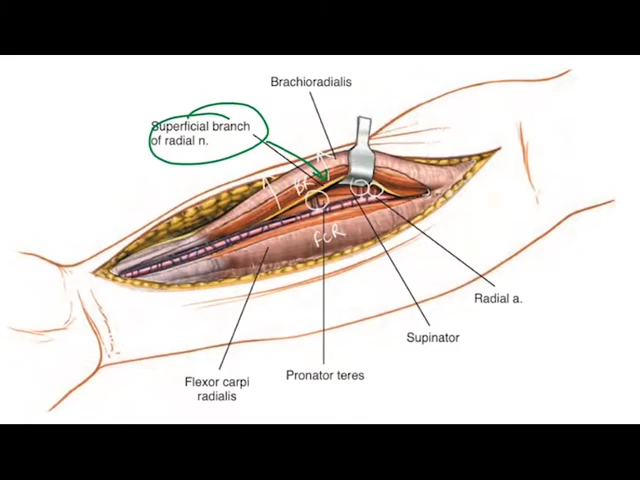 Brachioradialis
Superficial branch
of radial n.
BR
FCR
Radial a.
Supinator
Pronator teres
Flexor carpi
radialis